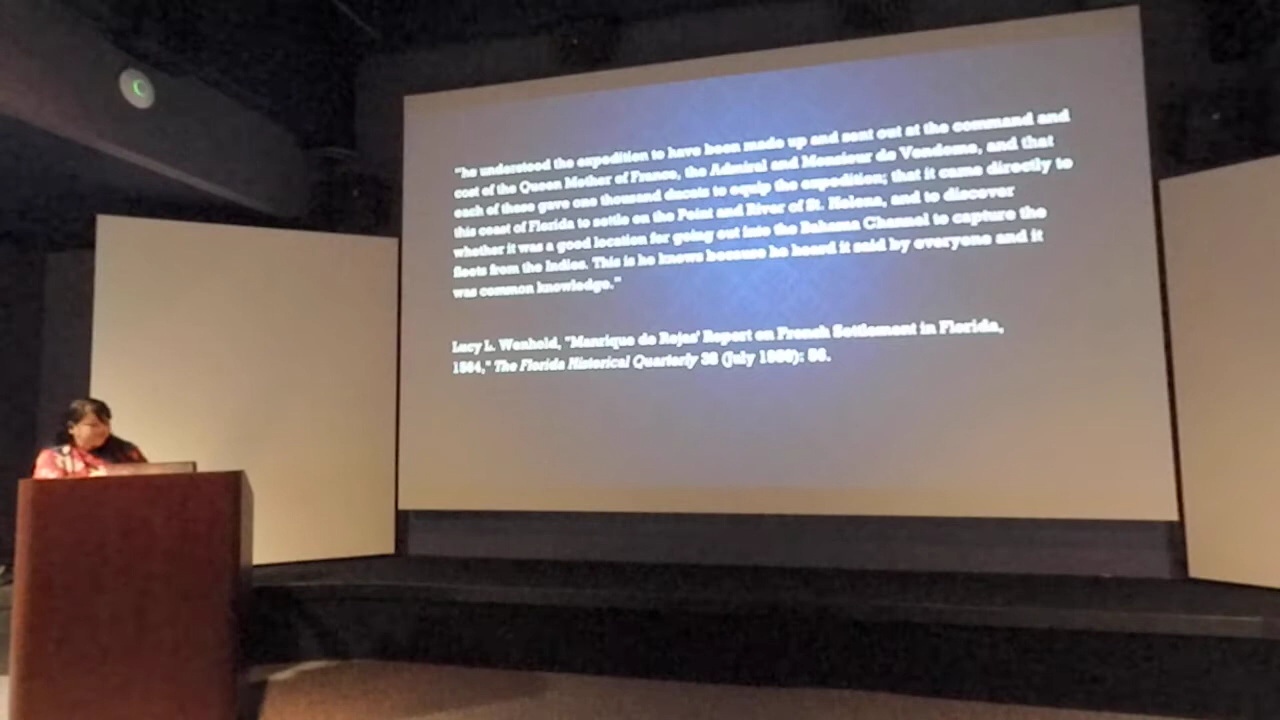 "he understood the expedition to have been made up and sent out at the command and
cost of the Queen Mother of France, the Admiral and Monsieur de Vendome, and that
each of these gave one thousand ducats to equip the expedition; that it came directly to
this coast of Florida to settle on the Point and River of St. Helena, and to discover
whether it was a good location for going out into the Bahama Channel to capture the
fleets from the Indies. This is he knows because he heard it said by everyone and it
was common knowledge."
Lucy L. Wenhold, "Manrique de Rojas' Report on French Settlement in Florida,
1564," The Florida Historical Quarterly 38 (July